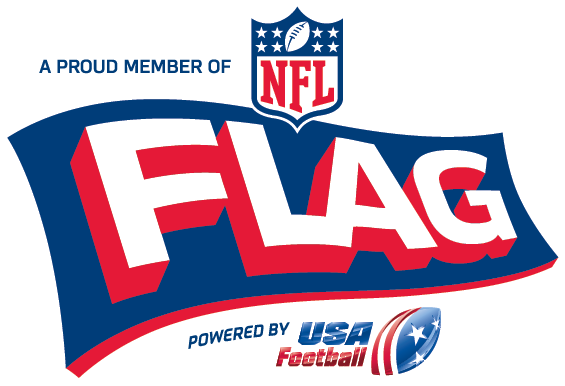 A PROUD MEMBER OF
NFL
FLAG
POWERED BY USA
Football